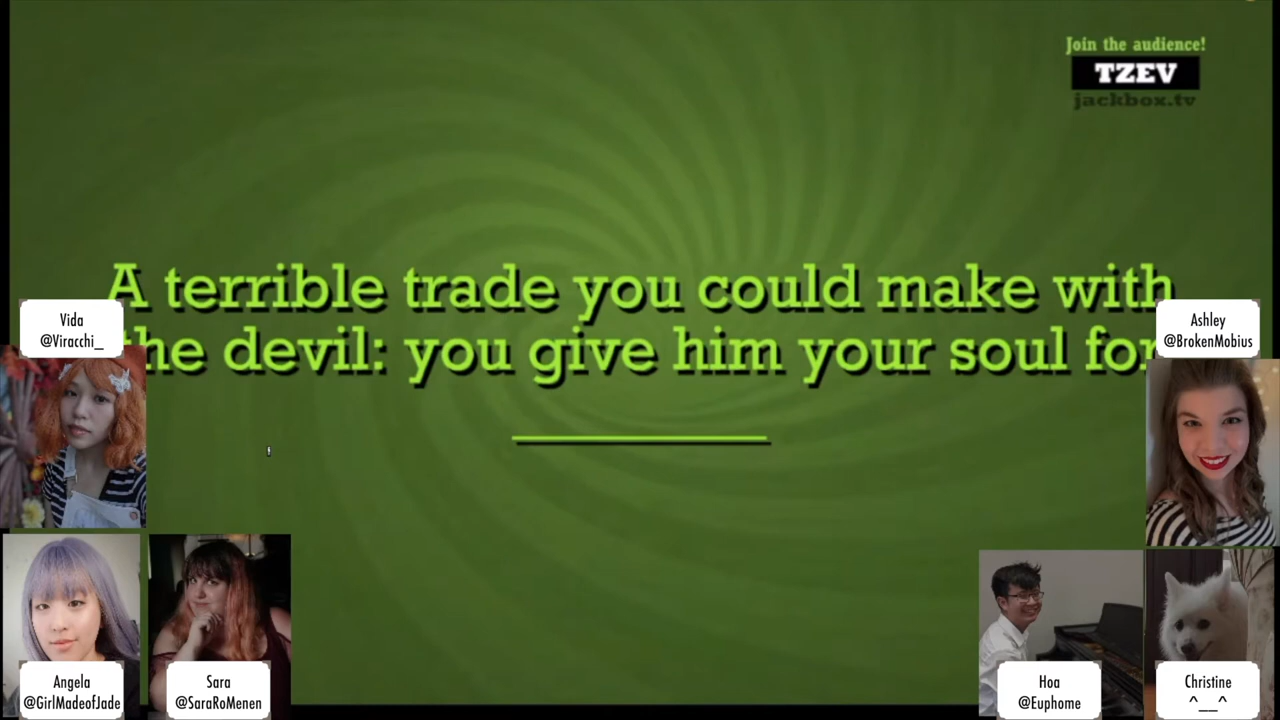 Join the audience!
TZEV
jackbox.tv
A terrible trade you could make with
the devil: you give him your soul for
Vida
@Viracchi_
Ashley
@BrokenMobius
Angela
@GirlMadeofJade
Sara
@SaraRoMenen
Hoa
@Euphome
Christine
^__^